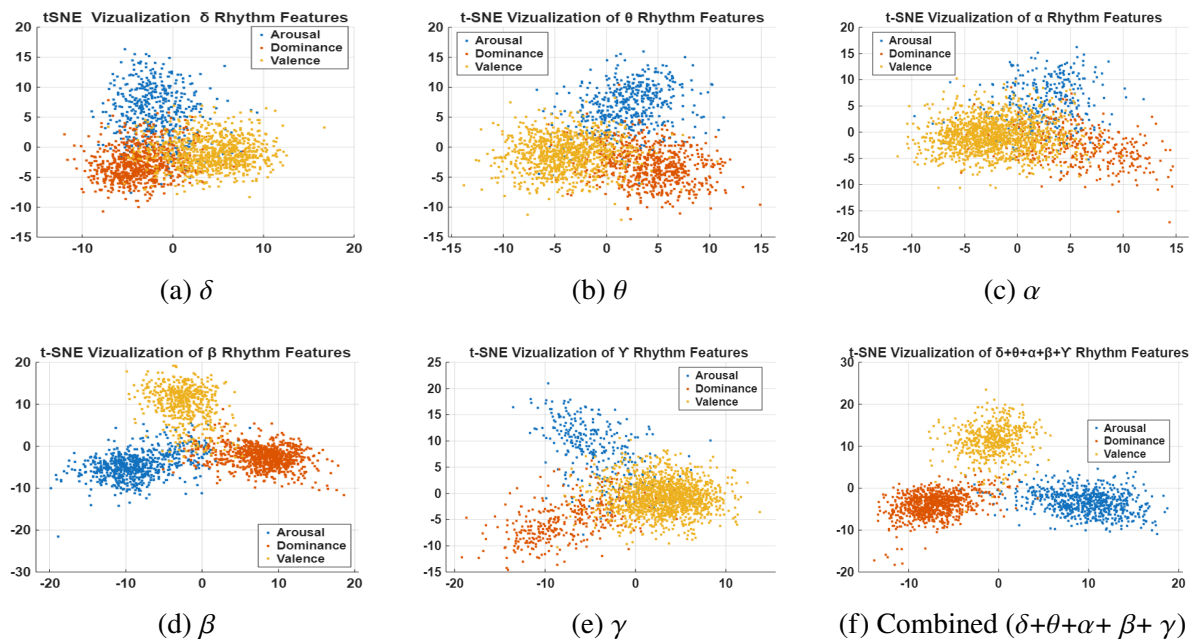 tSNE Vizualization δ Rhythm Features
20
15
10
5
0
-5
-10
-15
-10
0
10
20
Arousal
Dominance
Valence
(a) δ
t-SNE Vizualization of θ Rhythm Features
20
15
10
5
0
-5
-10
-15
-15
-10
-5
0
5
10
15
Arousal
Dominance
Valence
(b) θ
t-SNE Vizualization of α Rhythm Features
20
15
10
5
0
-5
-10
-15
-20
-15
-10
-5
0
5
10
15
Arousal
Dominance
Valence
(c) α
t-SNE Vizualization of β Rhythm Features
20
10
0
-10
-20
-30
-20
-10
0
10
20
Arousal
Dominance
Valence
(d) β
t-SNE Vizualization of ϒ Rhythm Features
25
20
15
10
5
0
-5
-10
-15
-20
-10
0
10
Arousal
Dominance
Valence
(e) γ
t-SNE Vizualization of δ+θ+α+β+ϒ Rhythm Features
30
20
10
0
-10
-20
-10
0
10
20
Arousal
Dominance
Valence
(f) Combined (δ+θ+α+ β+ γ)